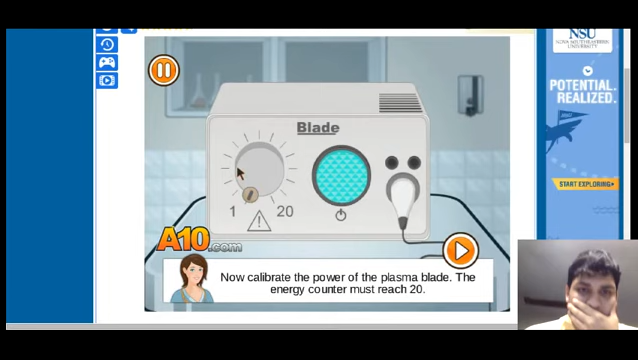 NSU
NOVA SOUTHEASTERN
UNIVERSITY
POTENTIAL.
REALIZED.
START EXPLORING
Blade
1
20
A10.com
Now calibrate the power of the plasma blade. The
energy counter must reach 20.